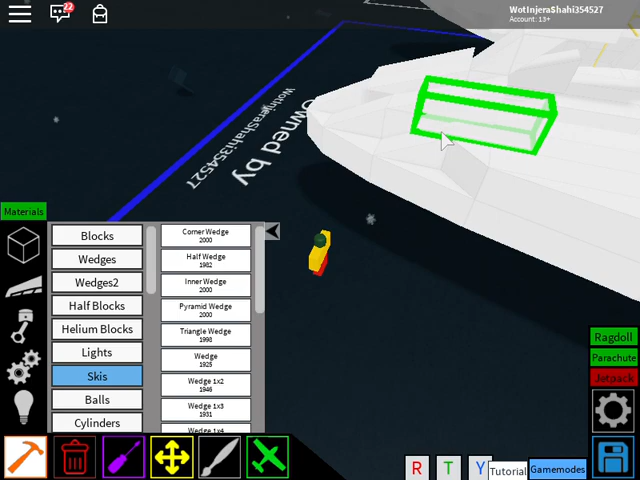 22
WotInjeraShahi354527
Account: 13+
Owned by
WotInjeraShahi354527
Materials
Blocks
Wedges
Wedges2
Half Blocks
Helium Blocks
Lights
Skis
Balls
Cylinders
Corner Wedge
2000
Half Wedge
1982
Inner Wedge
2000
Pyramid Wedge
2000
Triangle Wedge
1998
Wedge
1925
Wedge 1x2
1946
Wedge 1x3
1931
Wedge 1x4
Ragdoll
Parachute
Jetpack
R
T
Y
Tutorial
Gamemodes